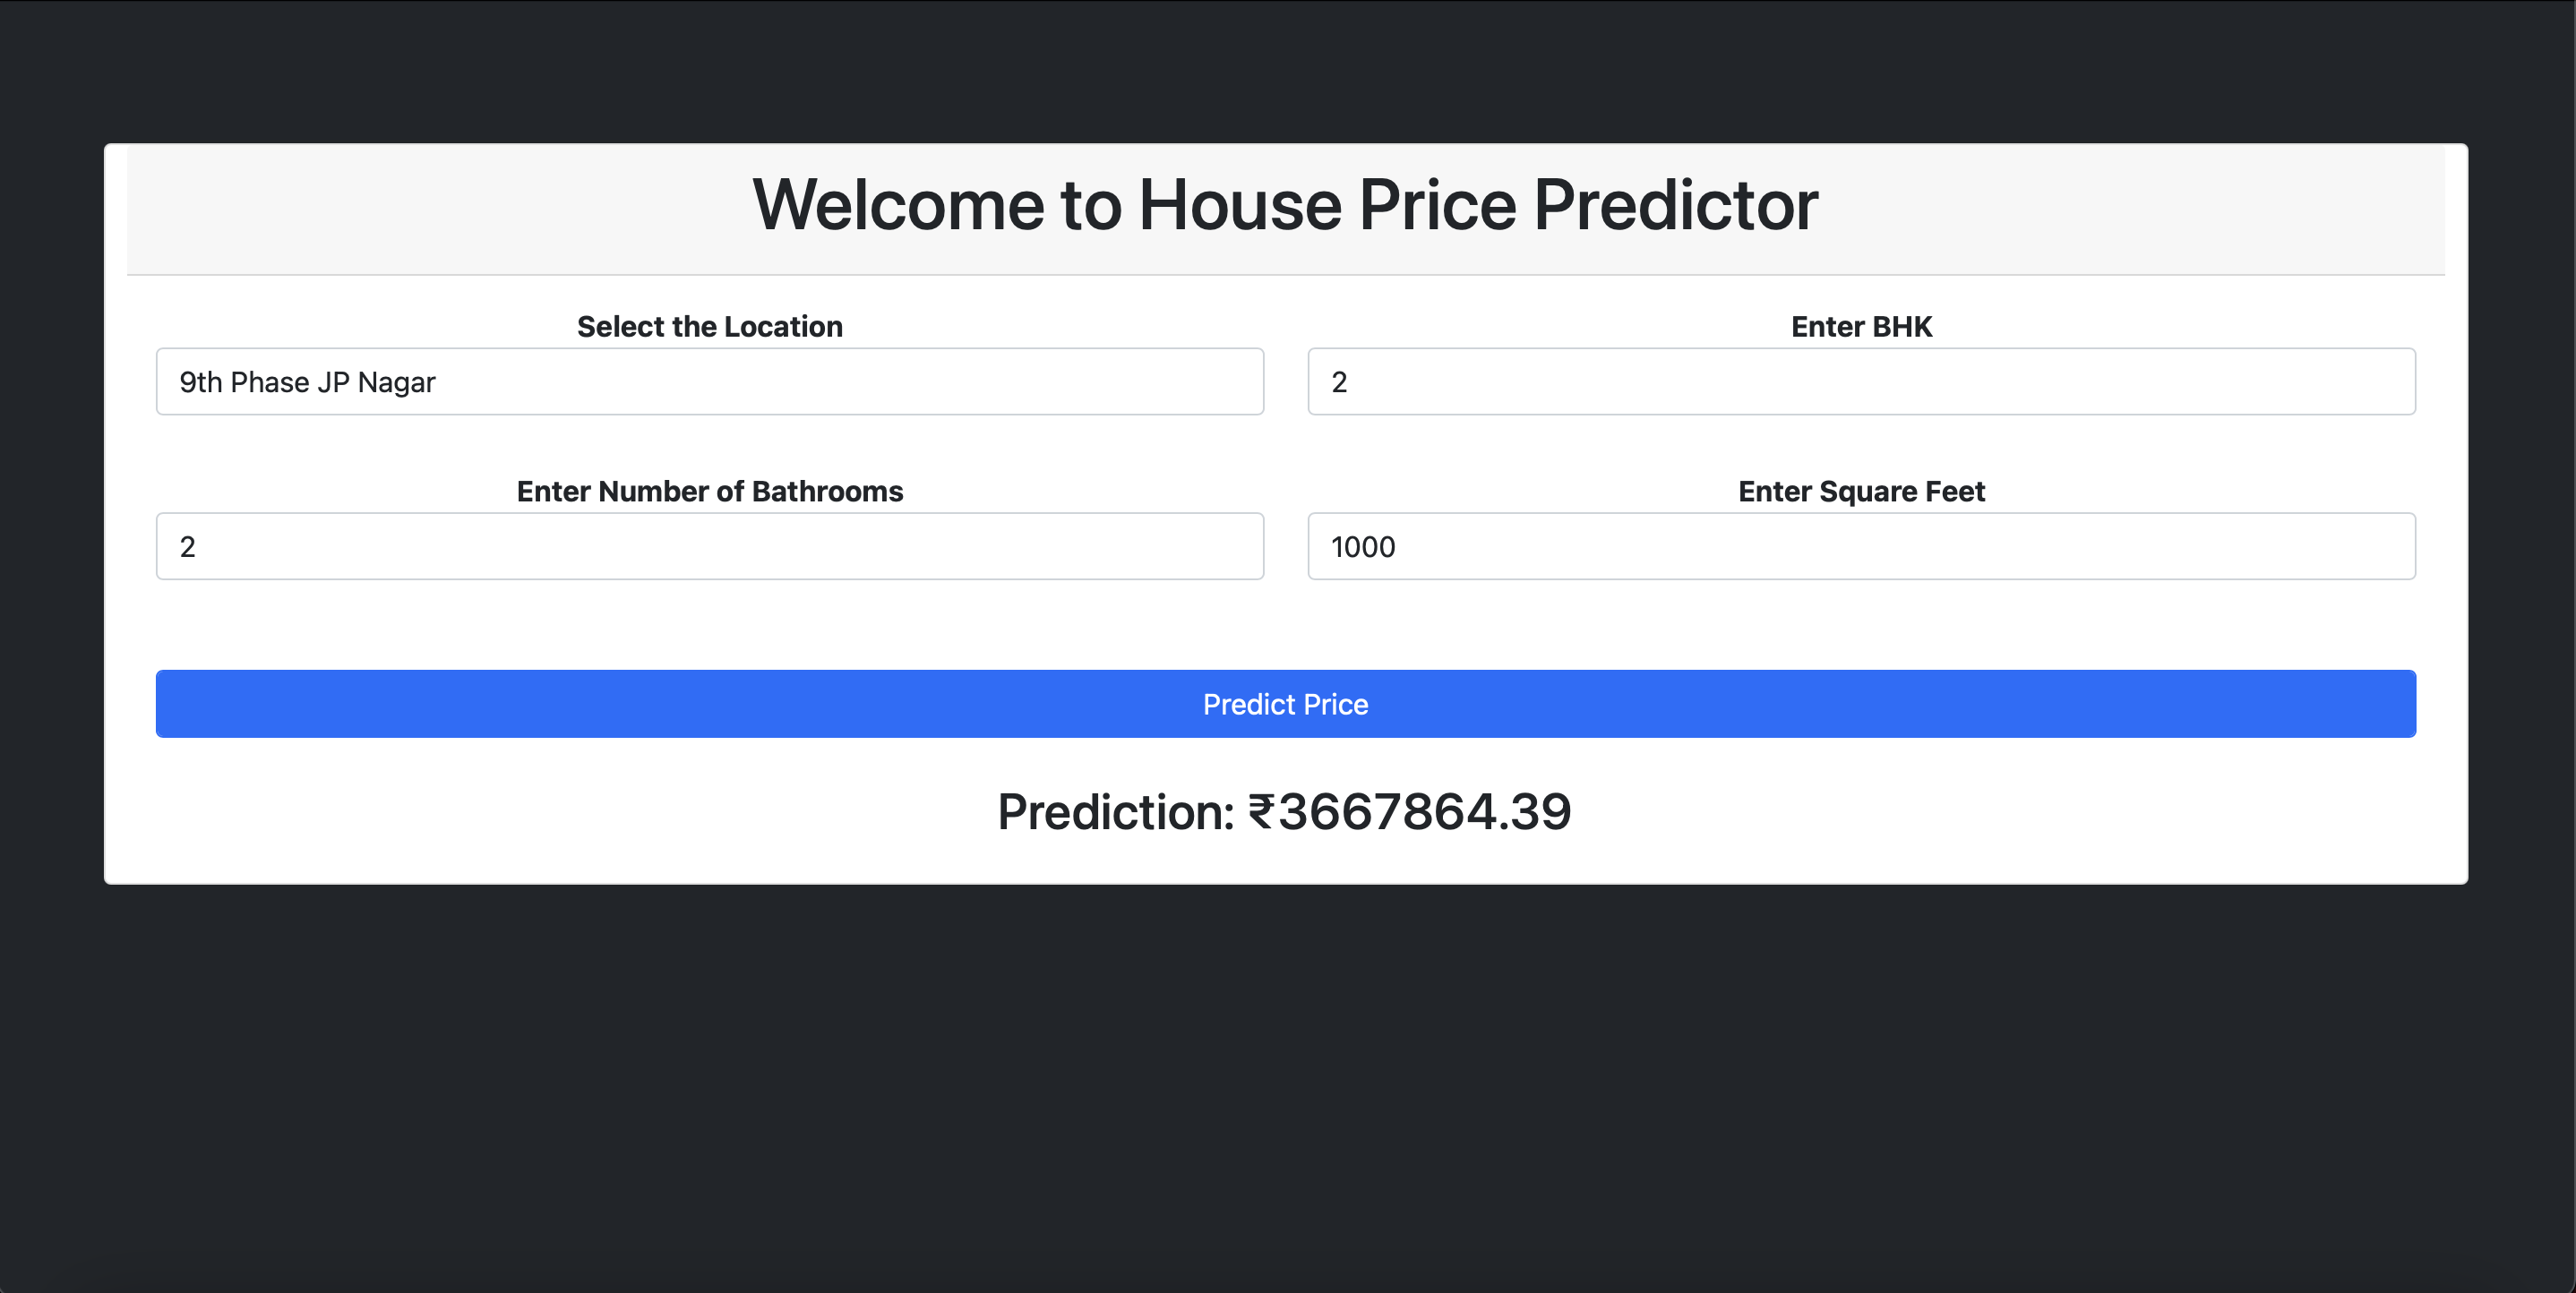 Welcome to House Price Predictor
Select the Location
Enter BHK
9th Phase JP Nagar
2
Enter Number of Bathrooms
Enter Square Feet
2
1000
Predict Price
Prediction: ₹3667864.39